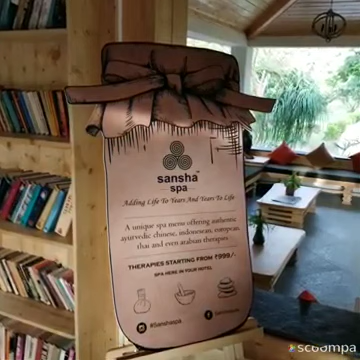 sansha
spa
Adding Life To Years And Years To Life
A unique spa menu offering authentic
ayurvedic chinese, indonesian, european,
thai and even arabian therapies
THERAPIES STARTING FROM ₹999/-
SPA HERE IN YOUR HOTEL
#Sanshaspa
scoompa